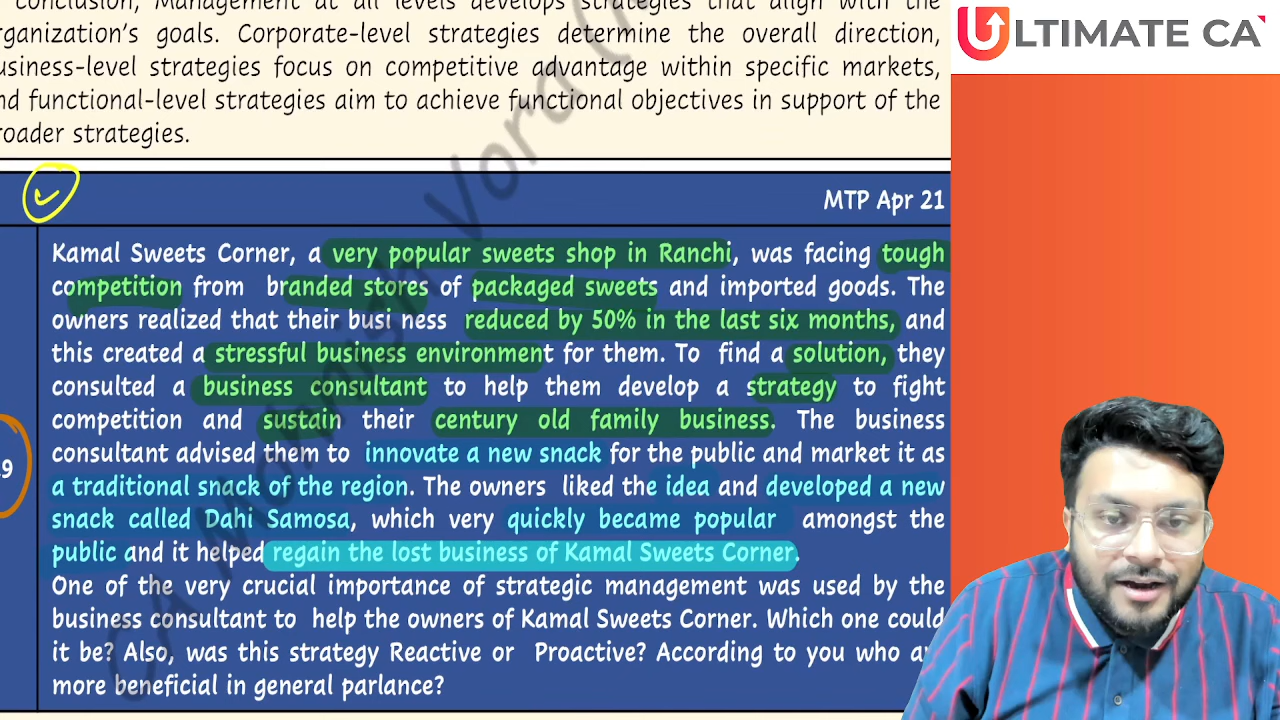 conclusion, Management at all levels develops strategies that align with the
rganization's goals. Corporate-level strategies determine the overall direction,
usiness-level strategies focus on competitive advantage within specific markets,
nd functional-level strategies aim to achieve functional objectives in support of the
roader strategies.
ULTIMATE CA
MTP Apr 21
9
Kamal Sweets Corner, a very popular sweets shop in Ranchi, was facing tough
competition from branded stores of packaged sweets and imported goods. The
owners realized that their busi ness reduced by 50% in the last six months, and
this created a stressful business environment for them. To find a solution, they
consulted a business consultant to help them develop a strategy to fight
competition and sustain their century old family business. The business
consultant advised them to innovate a new snack for the public and market it as
a traditional snack of the region. The owners liked the idea and developed a new
snack called Dahi Samosa, which very quickly became popular amongst the
public and it helped regain the lost business of Kamal Sweets Corner.
One of the very crucial importance of strategic management was used by the
business consultant to help the owners of Kamal Sweets Corner. Which one could
it be? Also, was this strategy Reactive or Proactive? According to you who a
more beneficial in general parlance?